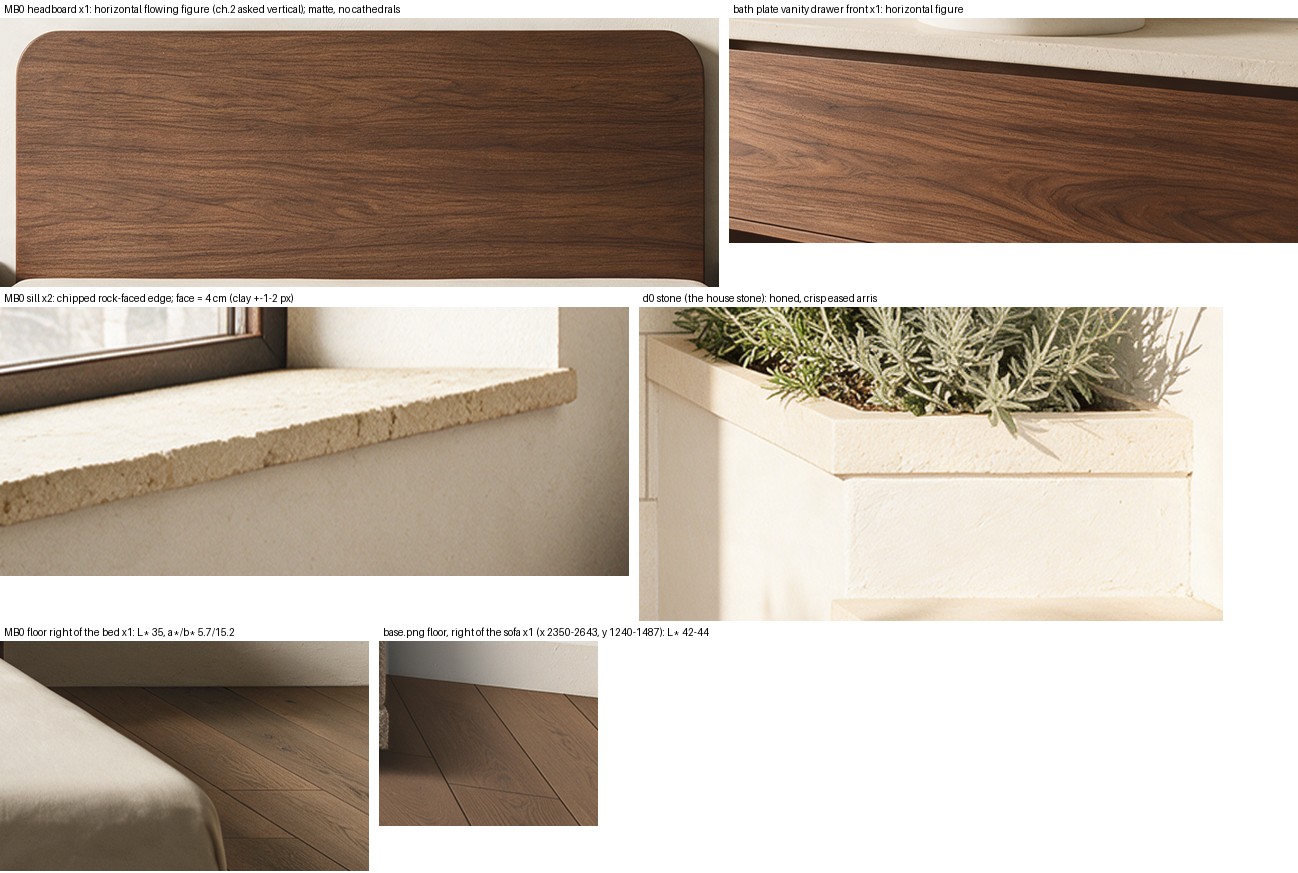 MB0 headboard x1: horizontal flowing figure (ch.2 asked vertical); matte, no cathedrals
bath plate vanity drawer front x1: horizontal figure
MB0 sill x2: chipped rock-faced edge; face = 4 cm (clay +-1-2 px)
d0 stone (the house stone): honed, crisp eased arris
MB0 floor right of the bed x1: L* 35, a*/b* 5.7/15.2
base.png floor, right of the sofa x1 (x 2350-2643, y 1240-1487): L* 42-44